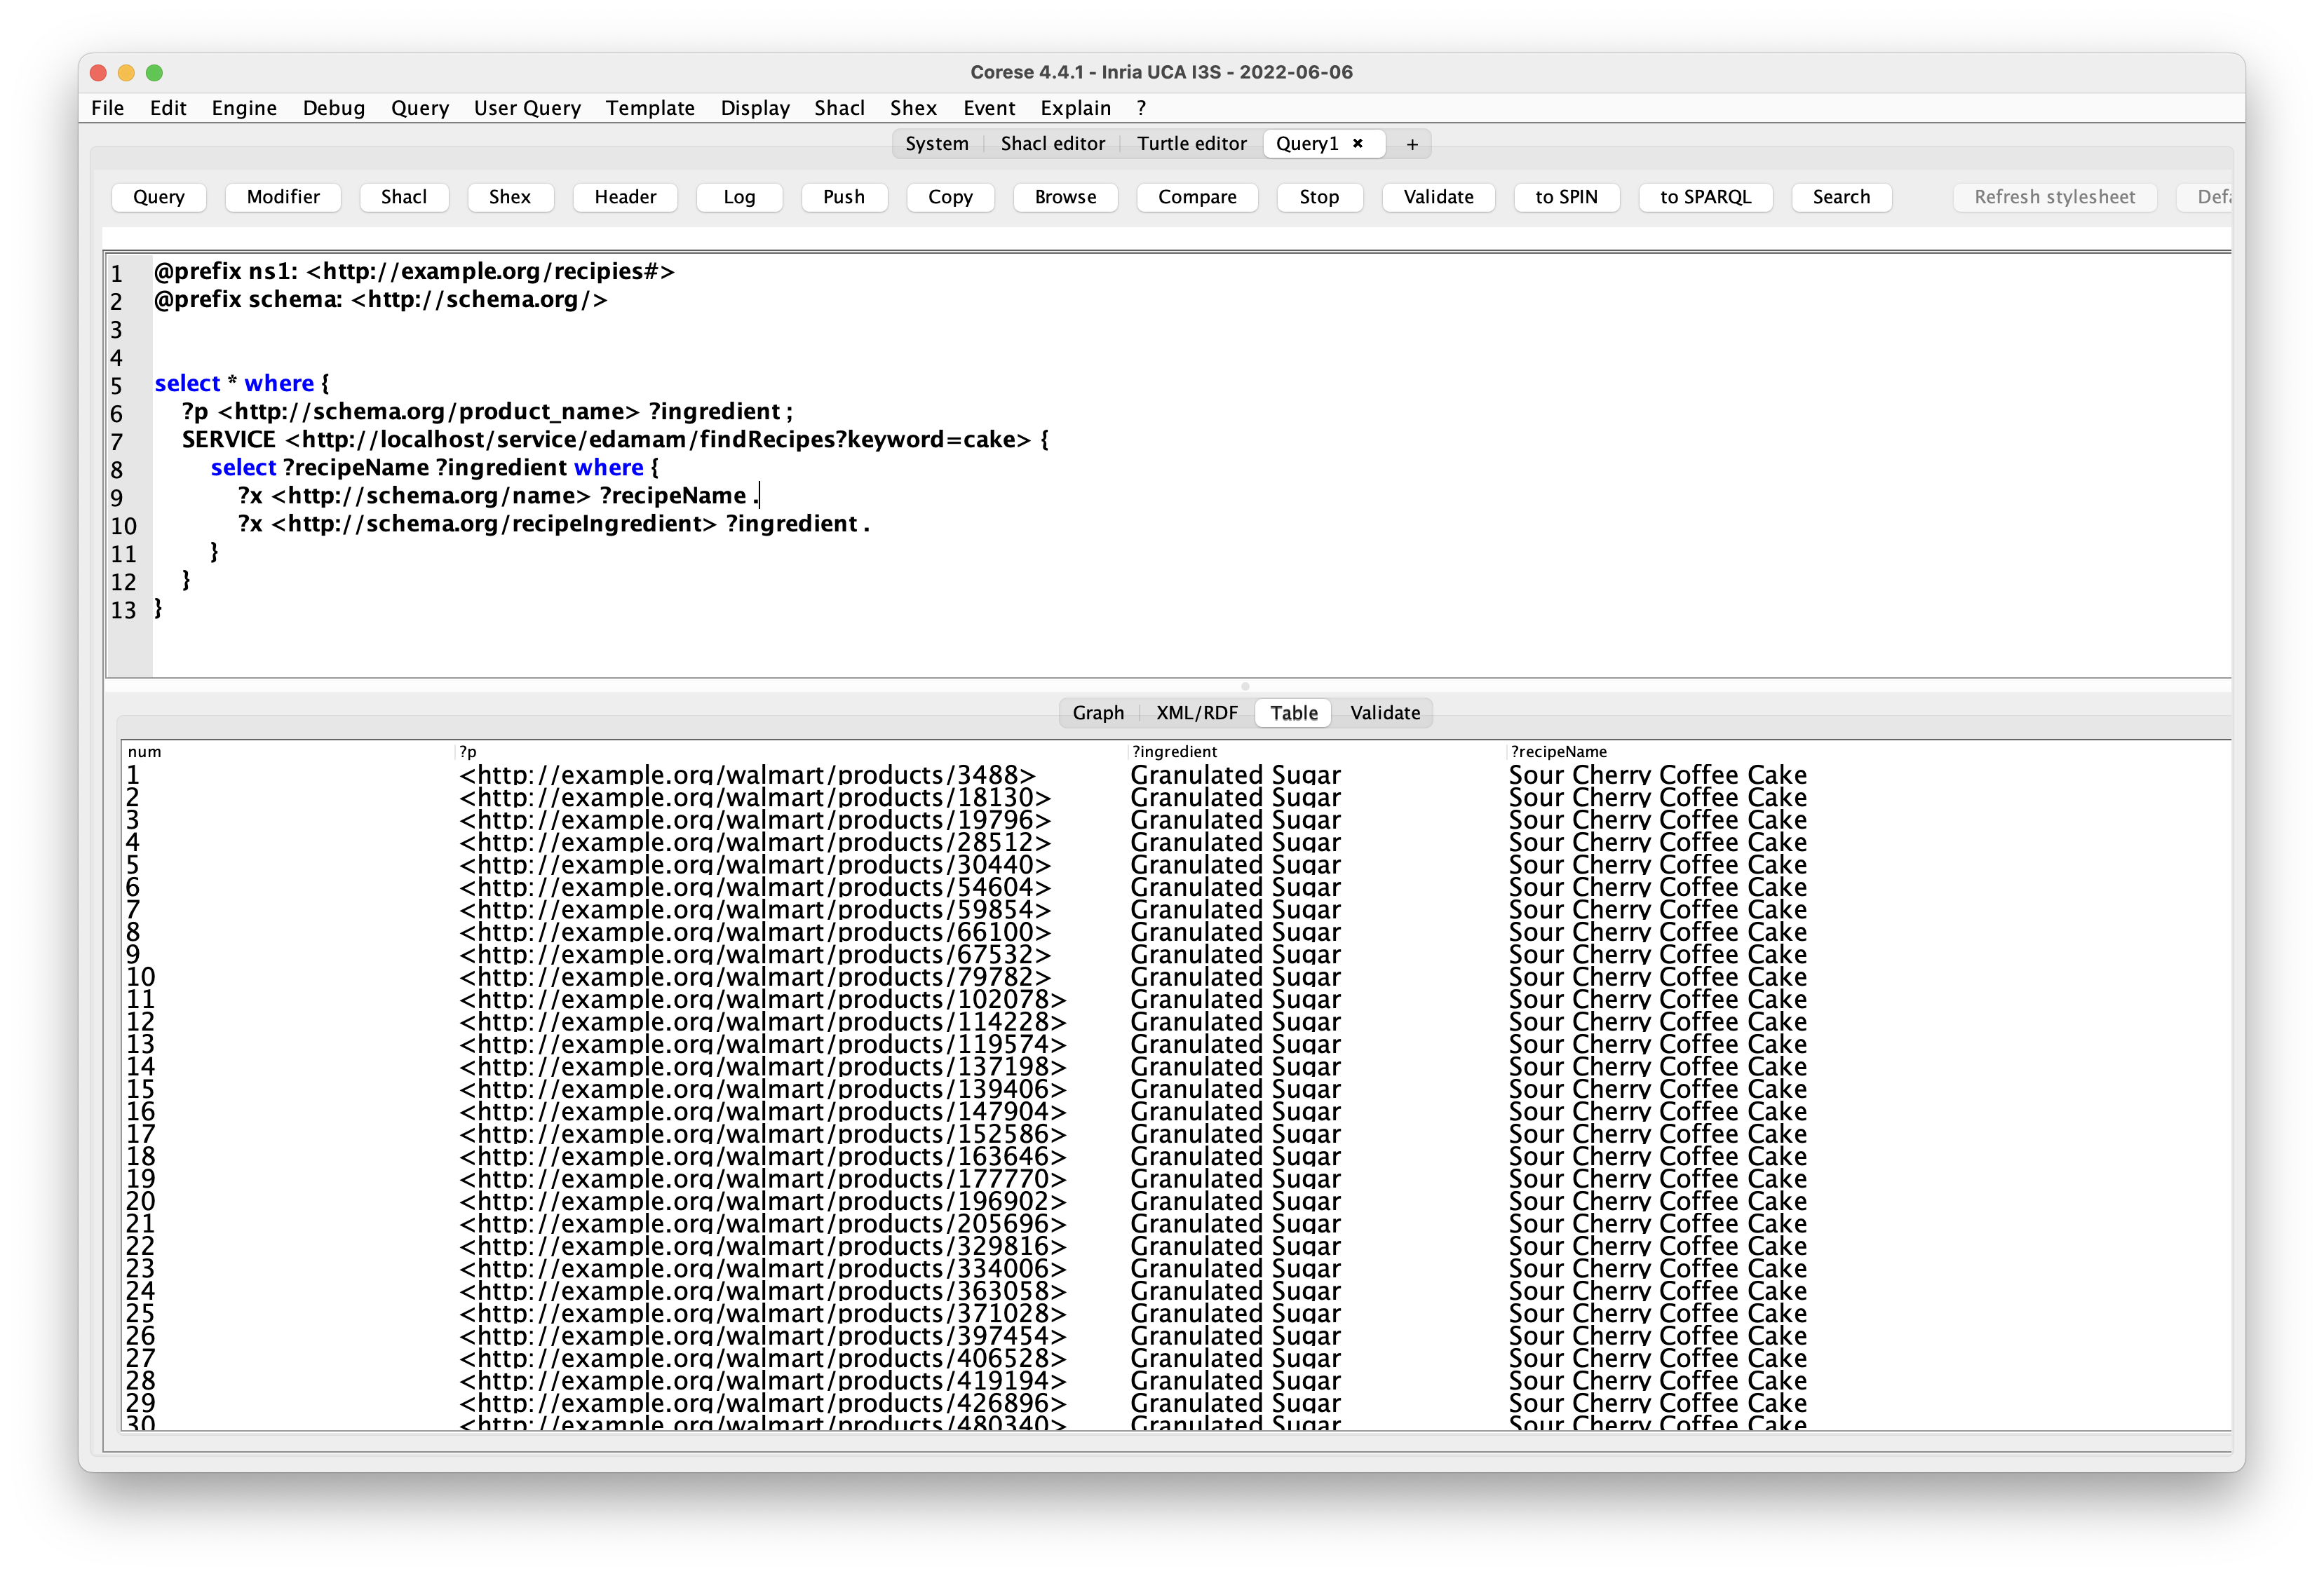 Corese 4.4.1 - Inria UCA I3S - 2022-06-06
File Edit Engine Debug Query User Query Template Display Shacl Shex Event Explain ?
System Shacl editor Turtle editor Query1 × +
Query Modifier Shacl Shex Header Log Push Copy Browse Compare Stop Validate to SPIN to SPARQL Search Refresh stylesheet
1 @prefix ns1: <http://example.org/recipies#>
2 @prefix schema: <http://schema.org/>
3
4
5 select * where {
6 ?p <http://schema.org/product_name> ?ingredient ;
7 SERVICE <http://localhost/service/edamam/findRecipes?keyword=cake> {
8 select ?recipeName ?ingredient where {
9 ?x <http://schema.org/name> ?recipeName .
10 ?x <http://schema.org/recipeIngredient> ?ingredient .
11 }
12 }
13 }
Graph XML/RDF Table Validate
num ?p ?ingredient ?recipeName
1 <http://example.org/walmart/products/3488> Granulated Sugar Sour Cherry Coffee Cake
2 <http://example.org/walmart/products/18130> Granulated Sugar Sour Cherry Coffee Cake
3 <http://example.org/walmart/products/19796> Granulated Sugar Sour Cherry Coffee Cake
4 <http://example.org/walmart/products/28512> Granulated Sugar Sour Cherry Coffee Cake
5 <http://example.org/walmart/products/30440> Granulated Sugar Sour Cherry Coffee Cake
6 <http://example.org/walmart/products/54604> Granulated Sugar Sour Cherry Coffee Cake
7 <http://example.org/walmart/products/59854> Granulated Sugar Sour Cherry Coffee Cake
8 <http://example.org/walmart/products/66100> Granulated Sugar Sour Cherry Coffee Cake
9 <http://example.org/walmart/products/67532> Granulated Sugar Sour Cherry Coffee Cake
10 <http://example.org/walmart/products/79782> Granulated Sugar Sour Cherry Coffee Cake
11 <http://example.org/walmart/products/102078> Granulated Sugar Sour Cherry Coffee Cake
12 <http://example.org/walmart/products/114228> Granulated Sugar Sour Cherry Coffee Cake
13 <http://example.org/walmart/products/119574> Granulated Sugar Sour Cherry Coffee Cake
14 <http://example.org/walmart/products/137198> Granulated Sugar Sour Cherry Coffee Cake
15 <http://example.org/walmart/products/139406> Granulated Sugar Sour Cherry Coffee Cake
16 <http://example.org/walmart/products/147904> Granulated Sugar Sour Cherry Coffee Cake
17 <http://example.org/walmart/products/152586> Granulated Sugar Sour Cherry Coffee Cake
18 <http://example.org/walmart/products/163646> Granulated Sugar Sour Cherry Coffee Cake
19 <http://example.org/walmart/products/177770> Granulated Sugar Sour Cherry Coffee Cake
20 <http://example.org/walmart/products/196902> Granulated Sugar Sour Cherry Coffee Cake
21 <http://example.org/walmart/products/205696> Granulated Sugar Sour Cherry Coffee Cake
22 <http://example.org/walmart/products/329816> Granulated Sugar Sour Cherry Coffee Cake
23 <http://example.org/walmart/products/334006> Granulated Sugar Sour Cherry Coffee Cake
24 <http://example.org/walmart/products/363058> Granulated Sugar Sour Cherry Coffee Cake
25 <http://example.org/walmart/products/371028> Granulated Sugar Sour Cherry Coffee Cake
26 <http://example.org/walmart/products/397454> Granulated Sugar Sour Cherry Coffee Cake
27 <http://example.org/walmart/products/406528> Granulated Sugar Sour Cherry Coffee Cake
28 <http://example.org/walmart/products/419194> Granulated Sugar Sour Cherry Coffee Cake
29 <http://example.org/walmart/products/426896> Granulated Sugar Sour Cherry Coffee Cake
30 <http://example.org/walmart/products/480340> Granulated Sugar Sour Cherry Coffee Cake